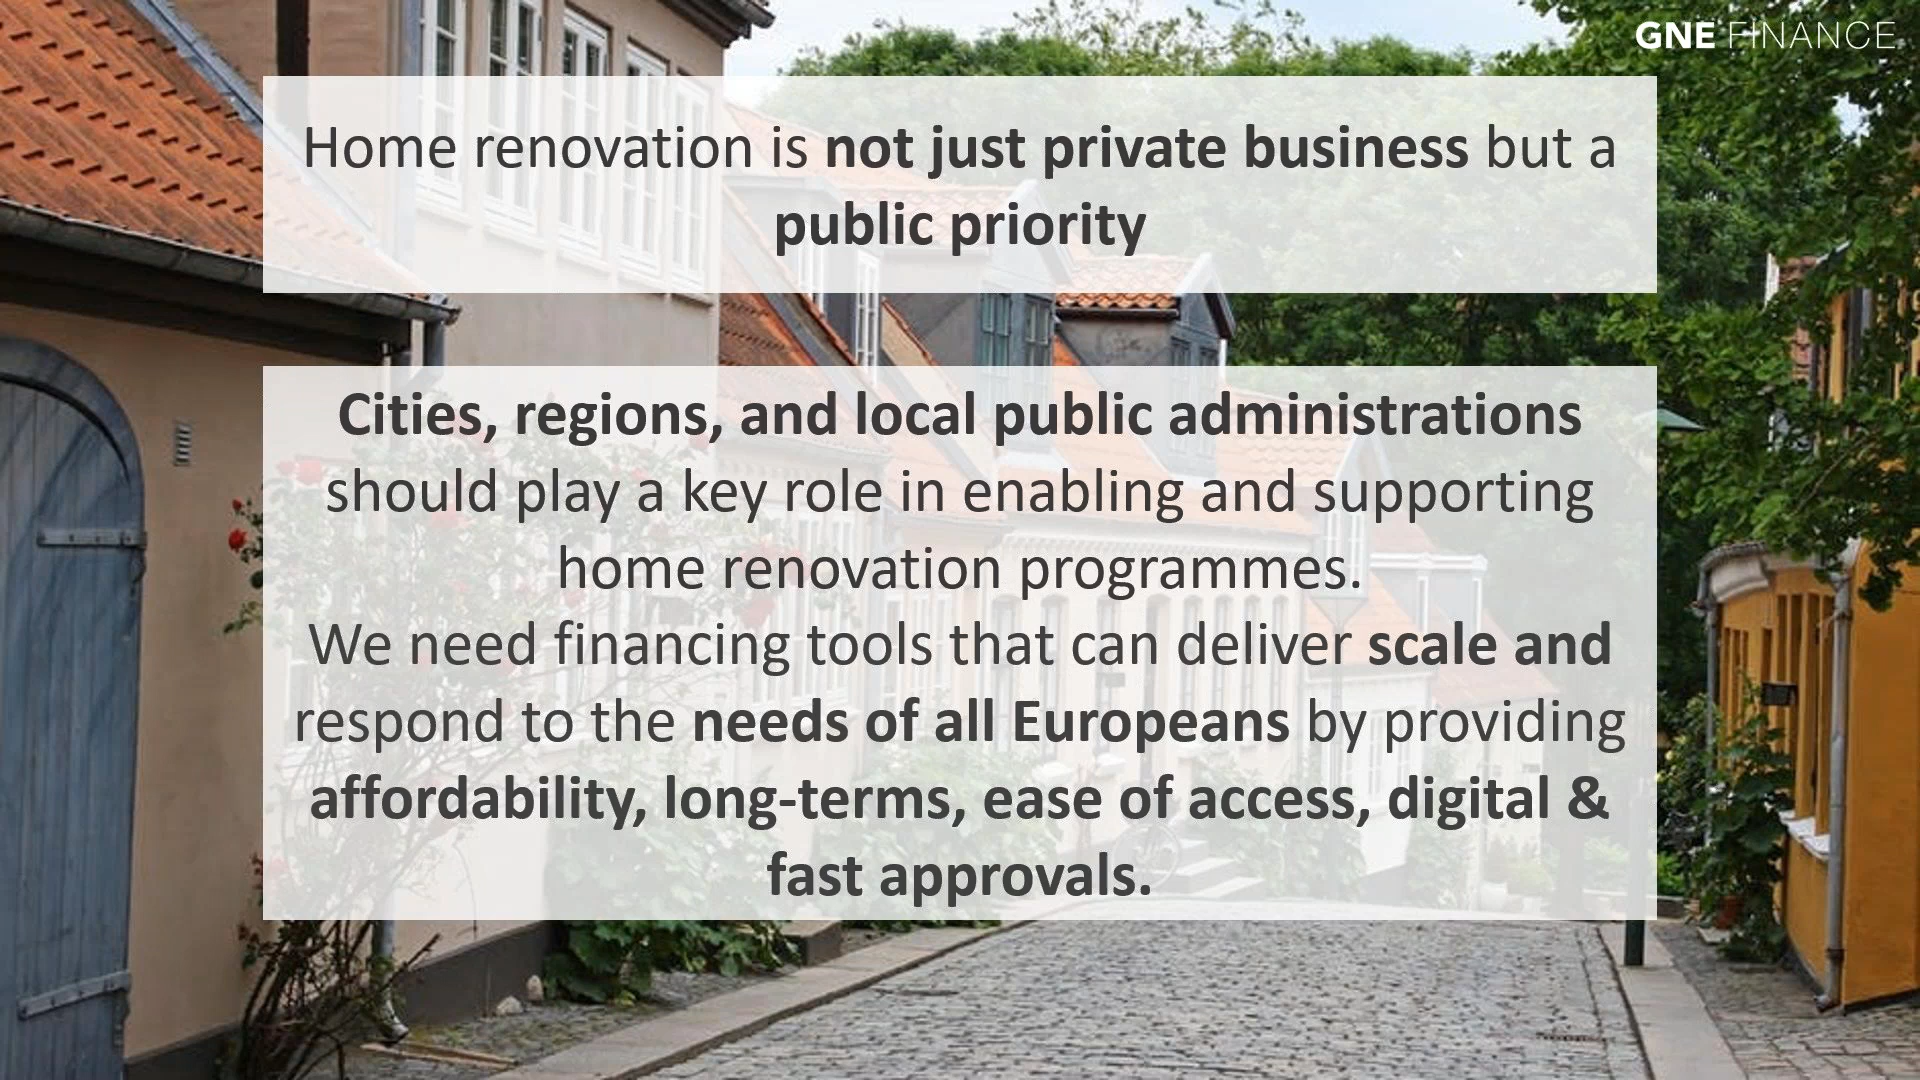 GNE FINANCE
Home renovation is not just private business but a
public priority
Cities, regions, and local public administrations
should play a key role in enabling and supporting
home renovation programmes.
We need financing tools that can deliver scale and
respond to the needs of all Europeans by providing
affordability, long-terms, ease of access, digital &
fast approvals.